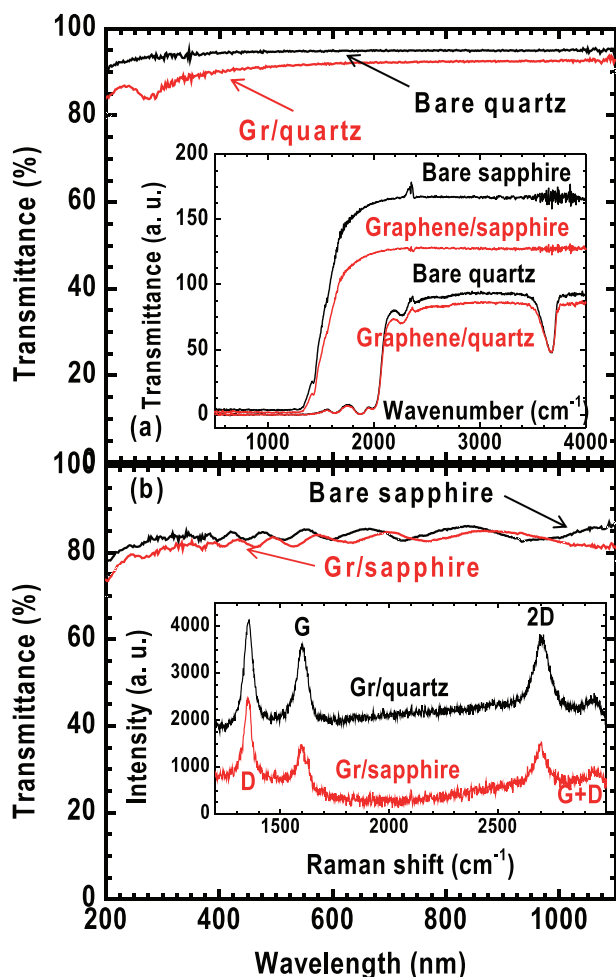 100
80
60
40
20
0
Transmittance (%)
Bare quartz
Gr/quartz
200
150
100
50
0
Transmittance (a. u.)
Bare sapphire
Graphene/sapphire
Bare quartz
Graphene/quartz
Wavenumber (cm⁻¹)
1000 2000 3000 4000
(a)
100
80
60
40
20
0
Transmittance (%)
(b)
Bare sapphire
Gr/sapphire
4000
3000
2000
1000
0
Intensity (a. u.)
G
2D
Gr/quartz
Gr/sapphire
D
G+D
1500 2000 2500
Raman shift (cm⁻¹)
200 400 600 800 1000
Wavelength (nm)